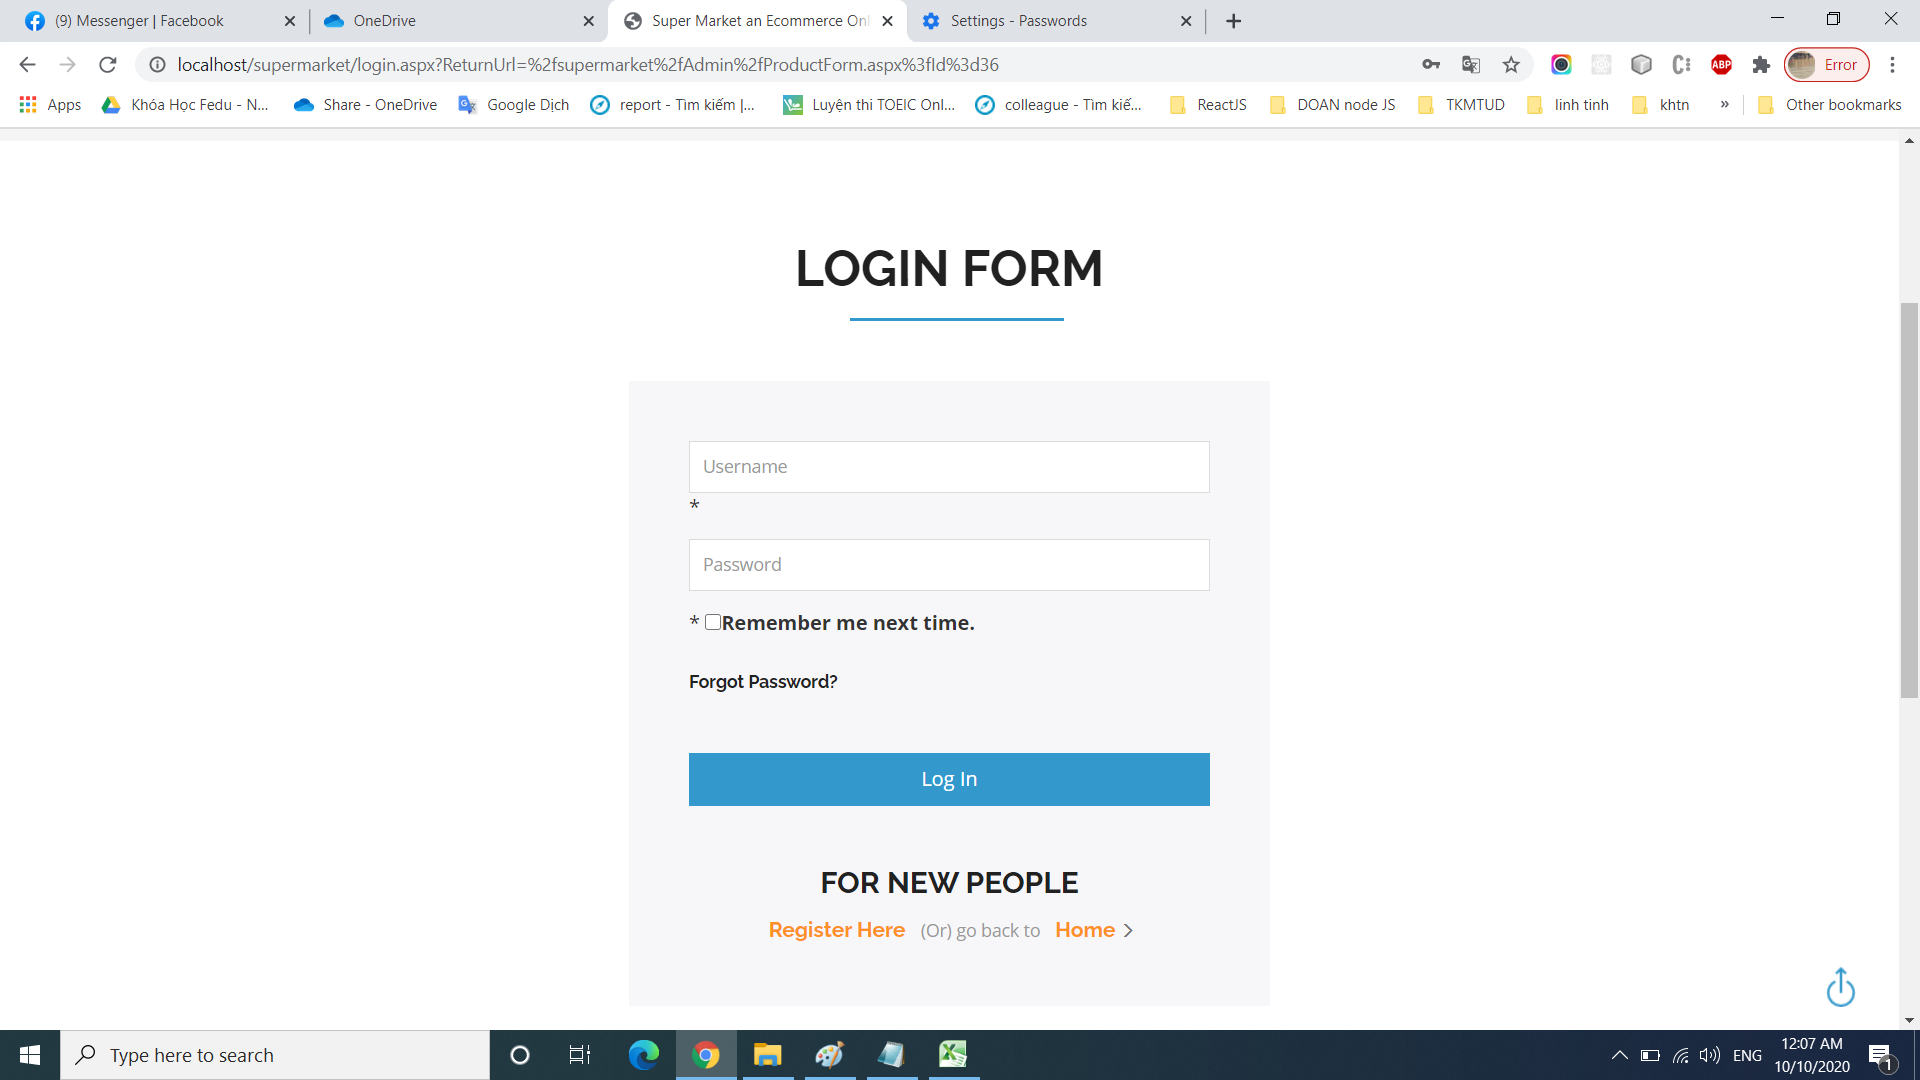 (9) Messenger | Facebook
OneDrive
Super Market an Ecommerce Onl
Settings - Passwords
localhost/supermarket/login.aspx?ReturnUrl=%2fsupermarket%2fAdmin%2fProductForm.aspx%3fId%3d36
ABP
Error
Apps
Khóa Học Fedu - N...
Share - OneDrive
Google Dịch
report - Tìm kiếm |...
Luyện thi TOEIC Onl...
colleague - Tìm kiế...
ReactJS
DOAN node JS
TKMTUD
linh tinh
khtn
»
Other bookmarks
LOGIN FORM
Username
*
Password
* Remember me next time.
Forgot Password?
Log In
FOR NEW PEOPLE
Register Here (Or) go back to Home >
Type here to search
ENG
12:07 AM
10/10/2020
1